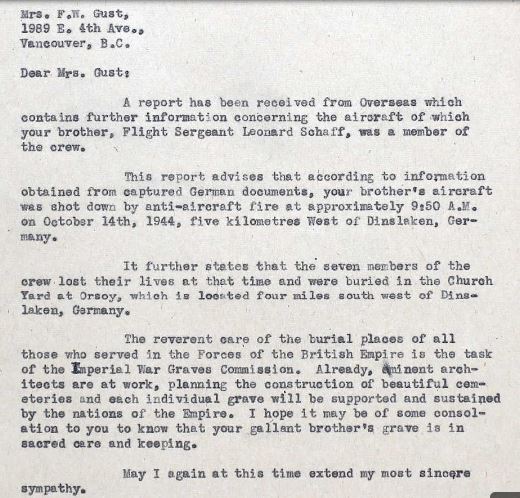 Mrs. F.W. Gust,
1989 E. 4th Ave.,
Vancouver, B.C.
Dear Mrs. Gust:
A report has been received from Overseas which
contains further information concerning the aircraft of which
your brother, Flight Sergeant Leonard Schaff, was a member of
the crew.
This report advises that according to information
obtained from captured German documents, your brother's aircraft
was shot down by anti-aircraft fire at approximately 9:50 A.M.
on October 14th, 1944, five kilometres West of Dinslaken, Ger-
many.
It further states that the seven members of the
crew lost their lives at that time and were buried in the Church
Yard at Orsoy, which is located four miles south west of Dins-
laken, Germany.
The reverent care of the burial places of all
those who served in the Forces of the British Empire is the task
of the Imperial War Graves Commission. Already, eminent arch-
itects are at work, planning the construction of beautiful cem-
eteries and each individual grave will be supported and sustained
by the nations of the Empire. I hope it may be of some consol-
ation to you to know that your gallant brother's grave is in
sacred care and keeping.
May I again at this time extend my most sincere
sympathy.